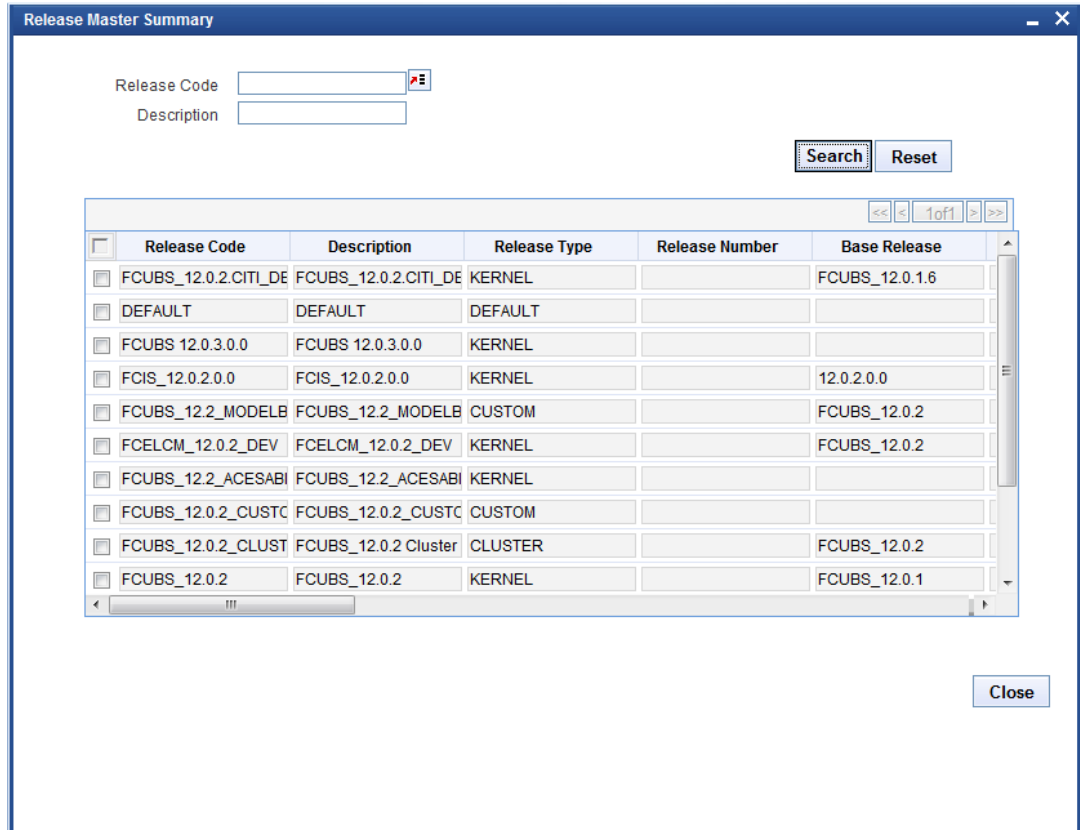 Release Master Summary
Release Code
Description
Search Reset
<< < 1of1 > >>
Release Code Description Release Type Release Number Base Release
FCUBS_12.0.2.CITI_DE FCUBS_12.0.2.CITI_DE KERNEL FCUBS_12.0.1.6
DEFAULT DEFAULT DEFAULT
FCUBS 12.0.3.0.0 FCUBS 12.0.3.0.0 KERNEL
FCIS_12.0.2.0.0 FCIS_12.0.2.0.0 KERNEL 12.0.2.0.0
FCUBS_12.2_MODELB FCUBS_12.2_MODELB CUSTOM FCUBS_12.0.2
FCELCM_12.0.2_DEV FCELCM_12.0.2_DEV KERNEL FCUBS_12.0.2
FCUBS_12.2_ACESABI FCUBS_12.2_ACESABI KERNEL
FCUBS_12.0.2_CUSTO FCUBS_12.0.2_CUSTO CUSTOM
FCUBS_12.0.2_CLUST FCUBS_12.0.2 Cluster CLUSTER FCUBS_12.0.2
FCUBS_12.0.2 FCUBS_12.0.2 KERNEL FCUBS_12.0.1
Close